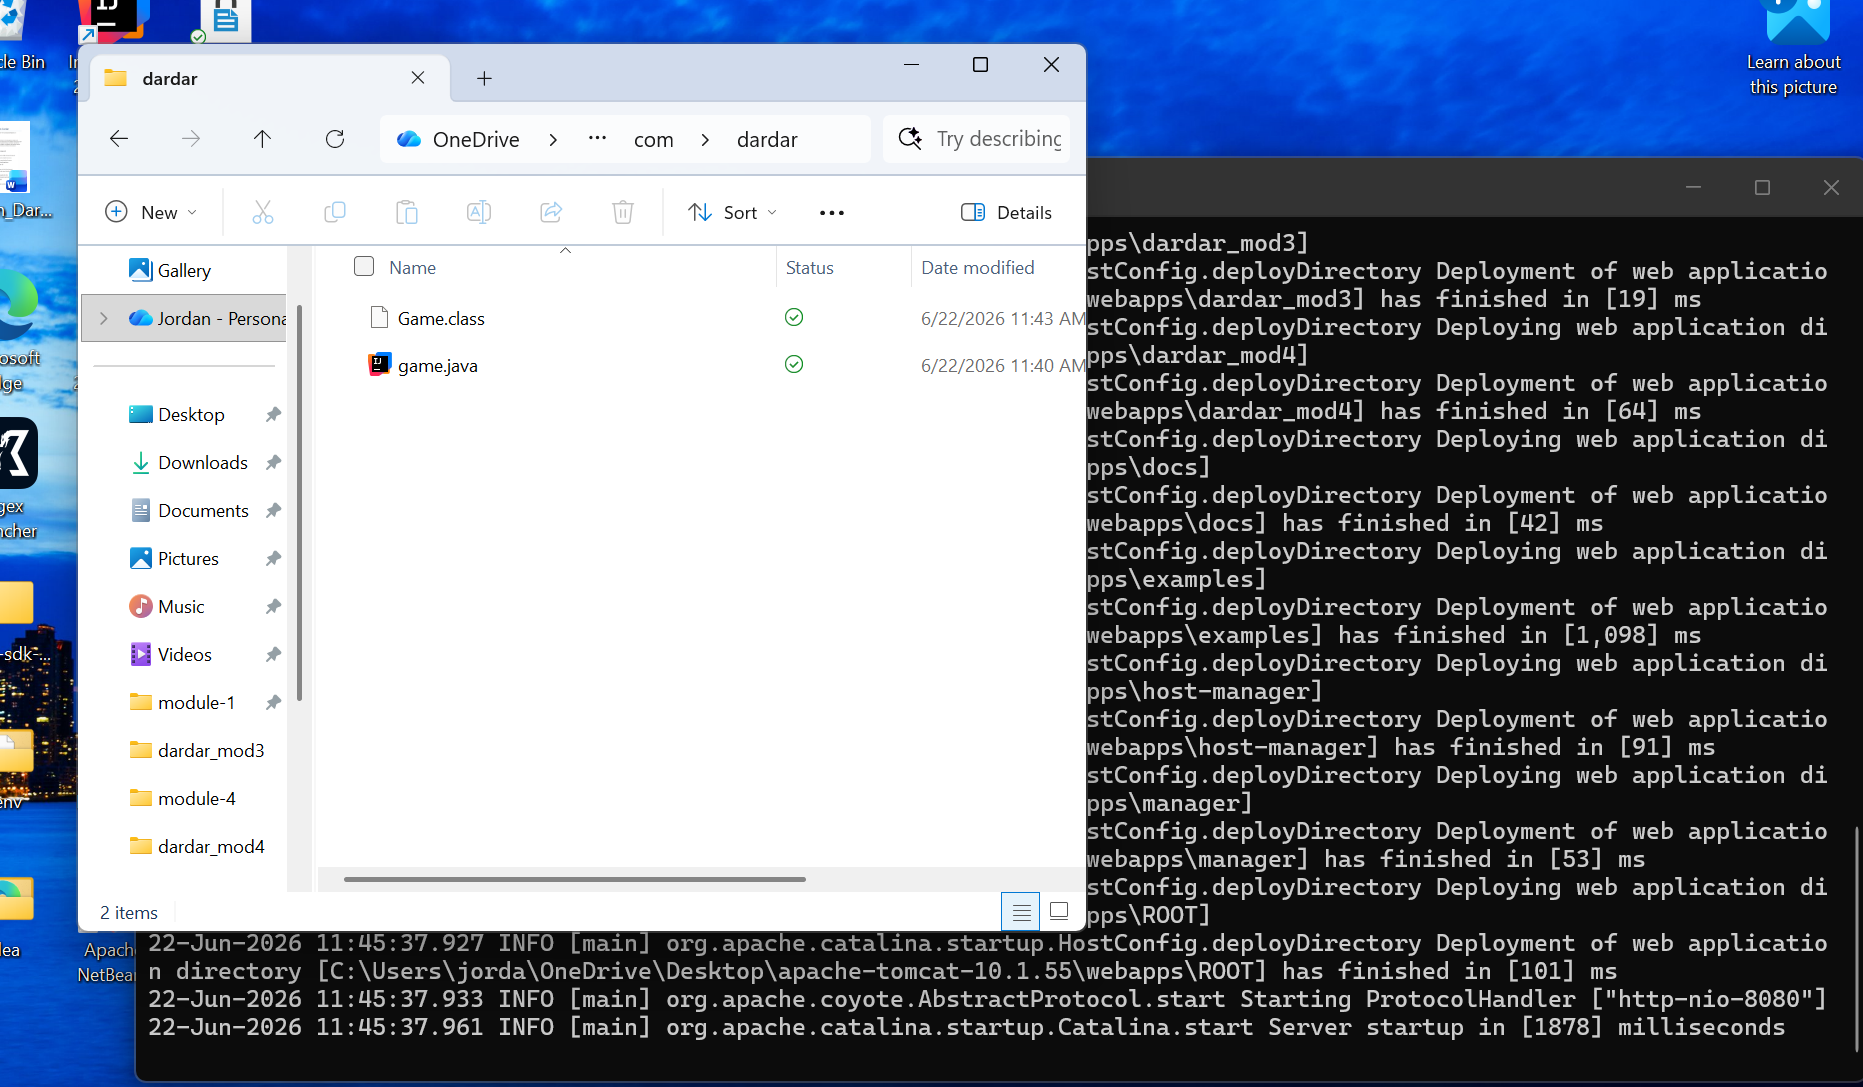 cle Bin
Learn about
this picture
dardar
OneDrive > ... com > dardar
Try describing
New
Sort
Details
Gallery
Jordan - Persona
Desktop
Downloads
Documents
Pictures
Music
Videos
module-1
dardar_mod3
module-4
dardar_mod4
Name
Status
Date modified
Game.class
6/22/2026 11:43 AM
game.java
6/22/2026 11:40 AM
2 items
n_Dar...
osoft
dge
gex
ncher
-sdk-...
env
dea
Apache
NetBea
pps\dardar_mod3]
stConfig.deployDirectory Deployment of web applicatio
webapps\dardar_mod3] has finished in [19] ms
stConfig.deployDirectory Deploying web application di
pps\dardar_mod4]
stConfig.deployDirectory Deployment of web applicatio
webapps\dardar_mod4] has finished in [64] ms
stConfig.deployDirectory Deploying web application di
pps\docs]
stConfig.deployDirectory Deployment of web applicatio
webapps\docs] has finished in [42] ms
stConfig.deployDirectory Deploying web application di
pps\examples]
stConfig.deployDirectory Deployment of web applicatio
webapps\examples] has finished in [1,098] ms
stConfig.deployDirectory Deploying web application di
pps\host-manager]
stConfig.deployDirectory Deployment of web applicatio
webapps\host-manager] has finished in [91] ms
stConfig.deployDirectory Deploying web application di
pps\manager]
stConfig.deployDirectory Deployment of web applicatio
webapps\manager] has finished in [53] ms
stConfig.deployDirectory Deploying web application di
pps\ROOT]
22-Jun-2026 11:45:37.927 INFO [main] org.apache.catalina.startup.HostConfig.deployDirectory Deployment of web applicatio
n directory [C:\Users\jorda\OneDrive\Desktop\apache-tomcat-10.1.55\webapps\ROOT] has finished in [101] ms
22-Jun-2026 11:45:37.933 INFO [main] org.apache.coyote.AbstractProtocol.start Starting ProtocolHandler ["http-nio-8080"]
22-Jun-2026 11:45:37.961 INFO [main] org.apache.catalina.startup.Catalina.start Server startup in [1878] milliseconds